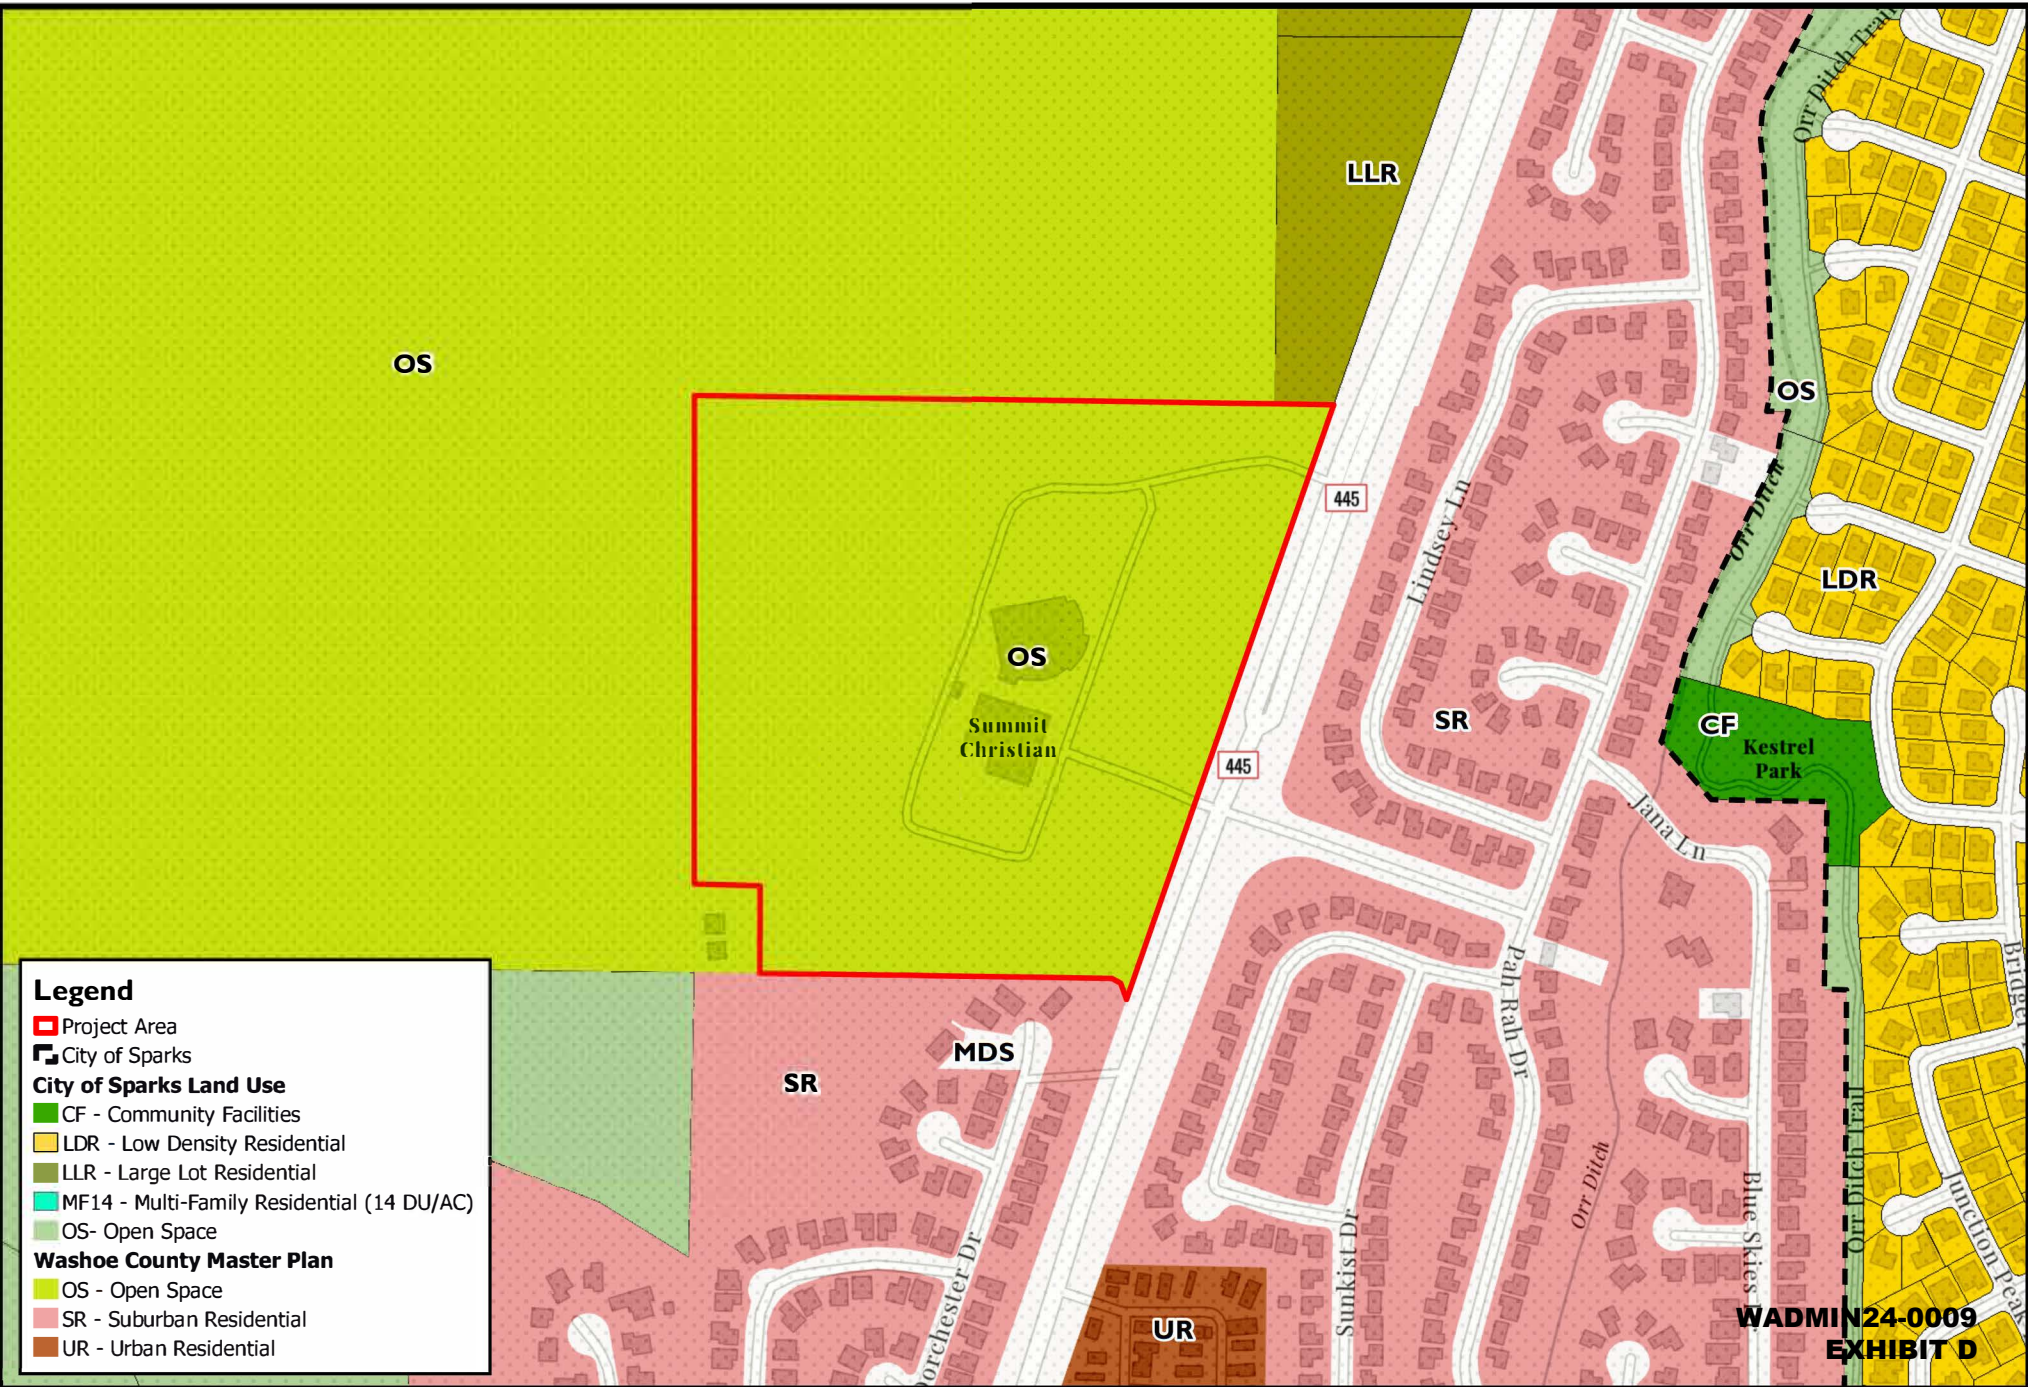 Orr Ditch Trail
LLR
OS
OS
445
Lindsey Ln
Orr Ditch
LDR
OS
Summit
Christian
SR
CF
Kestrel
Park
445
Jana Ln
Pah Rah Dr
MDS
SR
Orr Ditch
Blue Skies
Orr Ditch Trail
Junction Peak
Dorchester Dr
Sunkist Dr
UR
Legend
Project Area
City of Sparks
City of Sparks Land Use
CF - Community Facilities
LDR - Low Density Residential
LLR - Large Lot Residential
MF14 - Multi-Family Residential (14 DU/AC)
OS- Open Space
Washoe County Master Plan
OS - Open Space
SR - Suburban Residential
UR - Urban Residential
WADMIN24-0009
EXHIBIT D